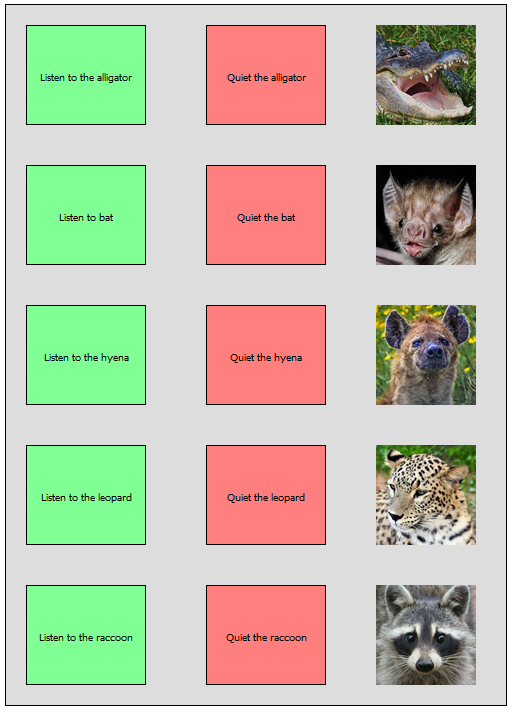 Listen to the alligator
Quiet the alligator
Listen to bat
Quiet the bat
Listen to the hyena
Quiet the hyena
Listen to the leopard
Quiet the leopard
Listen to the raccoon
Quiet the raccoon